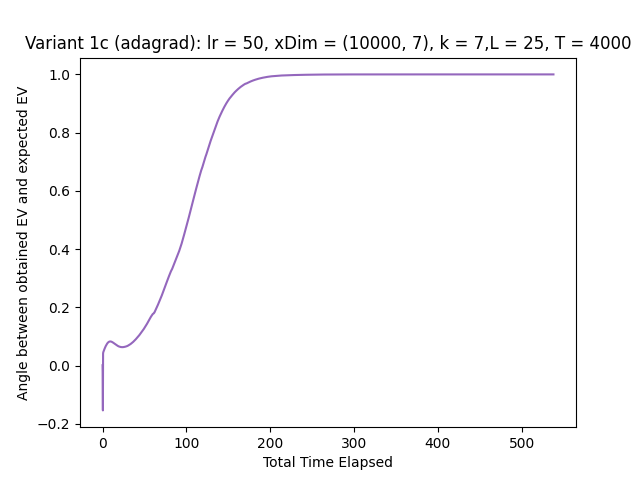 Variant 1c (adagrad): lr = 50, xDim = (10000, 7), k = 7,L = 25, T = 4000
Angle between obtained EV and expected EV
1.0
0.8
0.6
0.4
0.2
0.0
−0.2
0 100 200 300 400 500
Total Time Elapsed